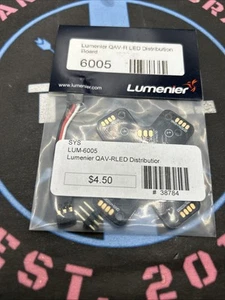 Lumenier QAV-R LED Distribution
Board
6005
www.lumenier.com
Lumenier
SYS
LUM-6005
Lumenier QAV-RLED Distributior
$4.50
# 38784
EST. 20